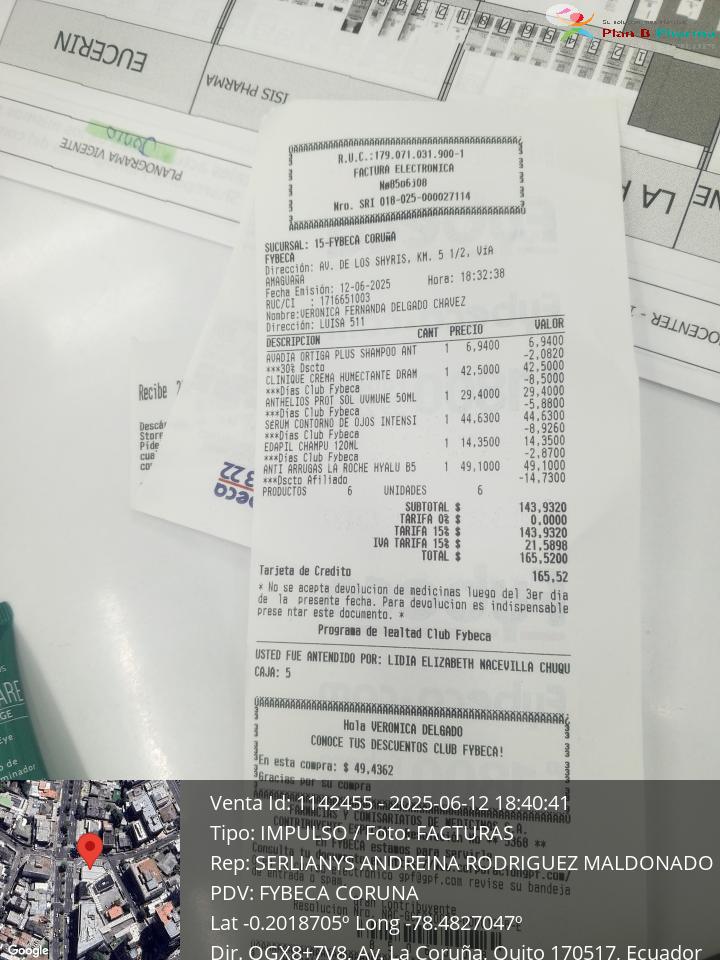 Plan B Pharma
EUCERIN
ISIS PHARMA
PLANOGRAMA VIGENTE
R.U.C.:179.071.031.900-1
FACTURA ELECTRONICA
Nro. SRI 018-025-000027114
SUCURSAL: 15-FYBECA CORUÑA
FYBECA
Dirección: AV. DE LOS SHYRIS, KM. 5 1/2, VíA
AMAGUAÑA
Fecha Emisión: 12-06-2025 Hora: 18:32:38
RUC/CI : 1716651003
Nombre:VERONICA FERNANDA DELGADO CHAVEZ
Dirección: LUISA 511
DESCRIPCION CANT PRECIO VALOR
AVADIA ORTIGA PLUS SHAMPOO ANT 1 6,9400 6,9400
***30% Dscto -2,0820
CLINIQUE CREMA HUMECTANTE DRAM 1 42,5000 42,5000
***Días Club Fybeca -8,5000
ANTHELIOS PROT SOL UVMUNE 50ML 1 29,4000 29,4000
***Días Club Fybeca -5,8800
SERUM CONTORNO DE OJOS INTENSI 1 44,6300 44,6300
***Días Club Fybeca -8,9260
EDAPIL CHAMPU 120ML 1 14,3500 14,3500
***Días Club Fybeca -2,8700
ANTI ARRUGAS LA ROCHE HYALU B5 1 49,1000 49,1000
***Dscto Afiliado -14,7300
PRODUCTOS 6 UNIDADES 6
SUBTOTAL $ 143,9320
TARIFA 0% $ 0,0000
TARIFA 15% $ 143,9320
IVA TARIFA 15% $ 21,5898
TOTAL $ 165,5200
Tarjeta de Credito 165,52
* No se acepta devolucion de medicinas luego del 3er dia
de la presente fecha. Para devolucion es indispensable
prese ntar este documento. *
Programa de lealtad Club Fybeca
USTED FUE ANTENDIDO POR: LIDIA ELIZABETH NACEVILLA CHUQU
CAJA: 5
Hola VERONICA DELGADO
CONOCE TUS DESCUENTOS CLUB FYBECA!
En esta compra: $ 49,4362
Gracias por su compra
Recibe
Venta Id: 1142455 - 2025-06-12 18:40:41
Tipo: IMPULSO / Foto: FACTURAS
Rep: SERLIANYS ANDREINA RODRIGUEZ MALDONADO
PDV: FYBECA CORUNA
Lat -0.2018705º Long -78.4827047º
Dir. QGX8+7V8, Av. La Coruña, Quito 170517, Ecuador
Google